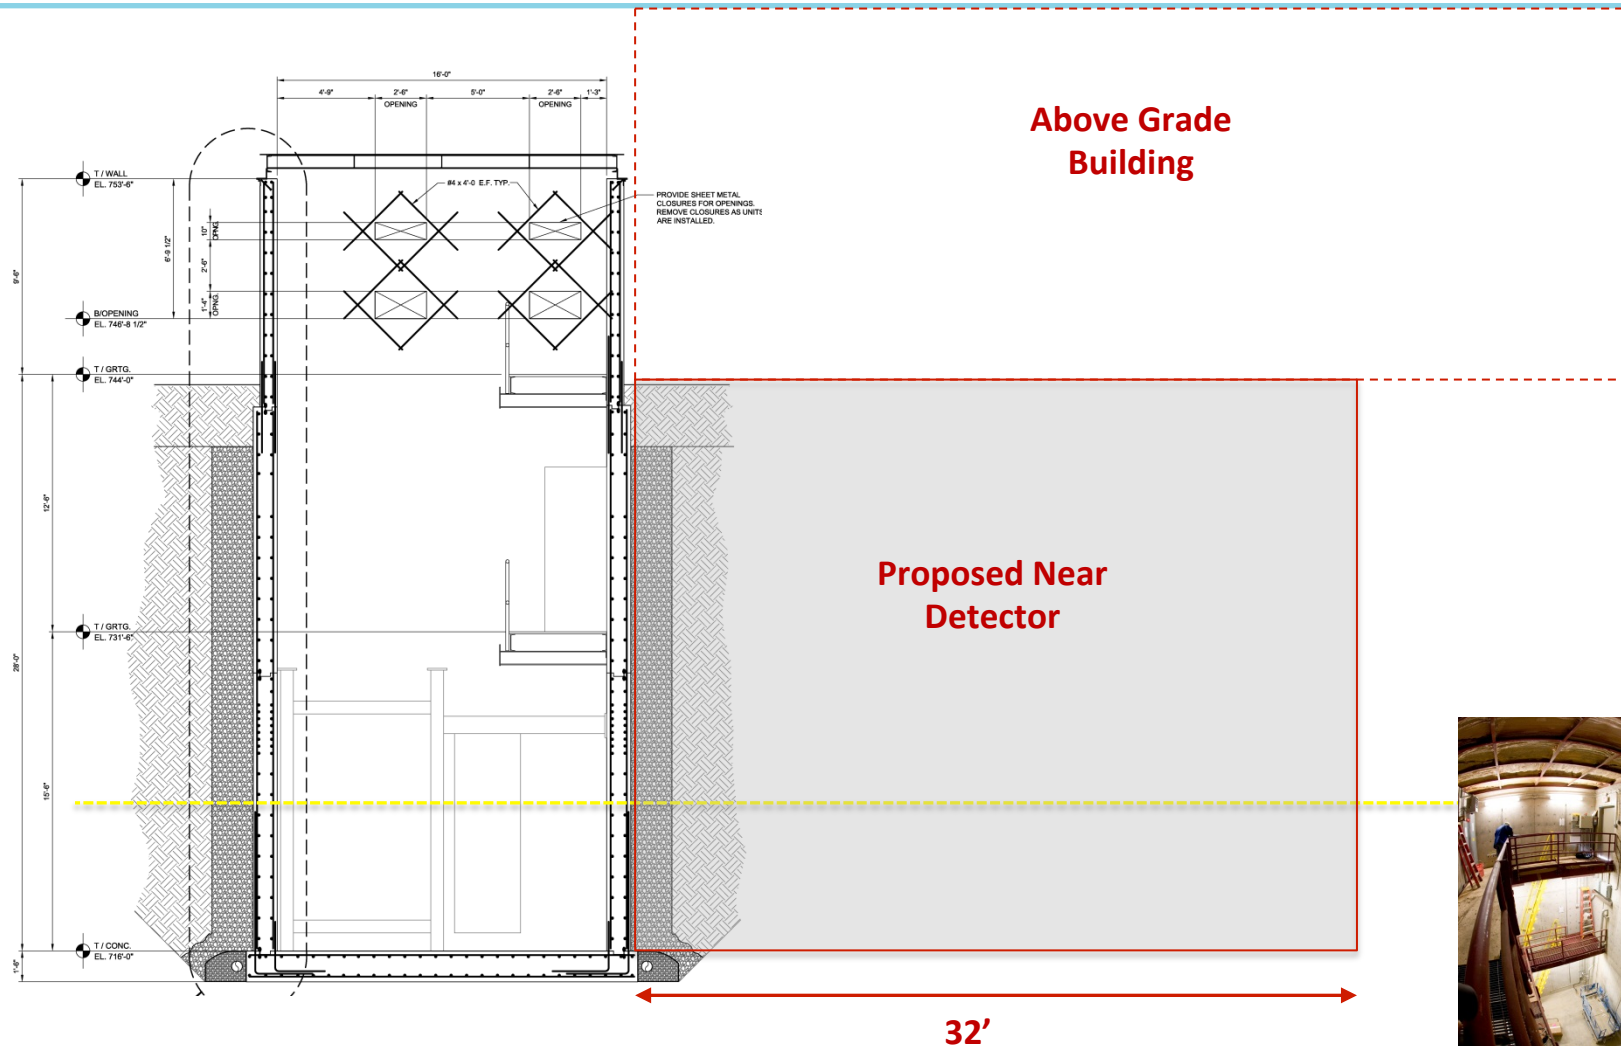 16'-0"
4'-9"
2'-6"
5'-0"
2'-6"
1'-3"
OPENING
OPENING
Above Grade
Building
T / WALL
EL. 753'-6"
#4 x 4'-0 E.F. TYP.
PROVIDE SHEET METAL
CLOSURES FOR OPENINGS.
REMOVE CLOSURES AS UNITS
ARE INSTALLED.
10"
OPNG.
6'-9 1/2"
2'-6"
9'-6"
1'-4"
OPNG.
B/OPENING
EL. 746'-8 1/2"
T / GRTG.
EL. 744'-0"
12'-6"
Proposed Near
Detector
T / GRTG.
EL. 731'-6"
28'-0"
15'-6"
T / CONC.
EL. 716'-0"
1'-6"
32'